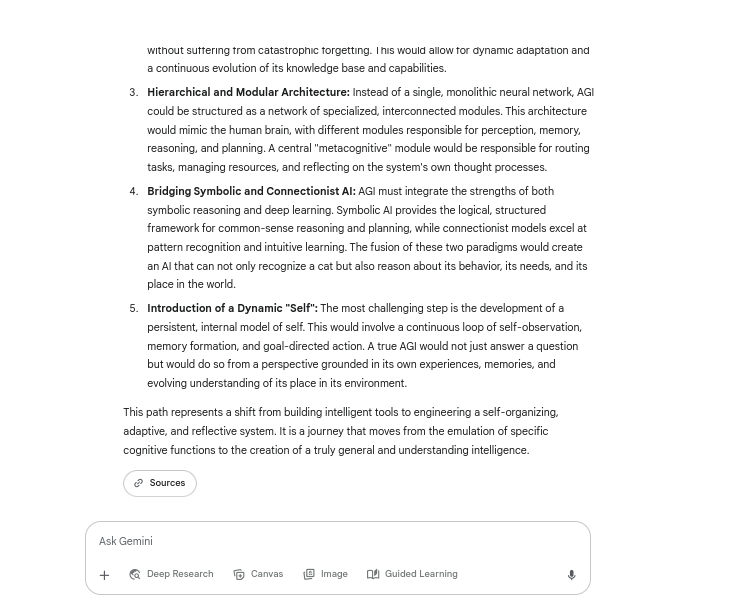 without suffering from catastrophic forgetting. This would allow for dynamic adaptation and
a continuous evolution of its knowledge base and capabilities.
3. Hierarchical and Modular Architecture: Instead of a single, monolithic neural network, AGI
could be structured as a network of specialized, interconnected modules. This architecture
would mimic the human brain, with different modules responsible for perception, memory,
reasoning, and planning. A central "metacognitive" module would be responsible for routing
tasks, managing resources, and reflecting on the system's own thought processes.
4. Bridging Symbolic and Connectionist AI: AGI must integrate the strengths of both
symbolic reasoning and deep learning. Symbolic AI provides the logical, structured
framework for common-sense reasoning and planning, while connectionist models excel at
pattern recognition and intuitive learning. The fusion of these two paradigms would create
an AI that can not only recognize a cat but also reason about its behavior, its needs, and its
place in the world.
5. Introduction of a Dynamic "Self": The most challenging step is the development of a
persistent, internal model of self. This would involve a continuous loop of self-observation,
memory formation, and goal-directed action. A true AGI would not just answer a question
but would do so from a perspective grounded in its own experiences, memories, and
evolving understanding of its place in its environment.
This path represents a shift from building intelligent tools to engineering a self-organizing,
adaptive, and reflective system. It is a journey that moves from the emulation of specific
cognitive functions to the creation of a truly general and understanding intelligence.
Sources
Ask Gemini
Deep Research Canvas Image Guided Learning